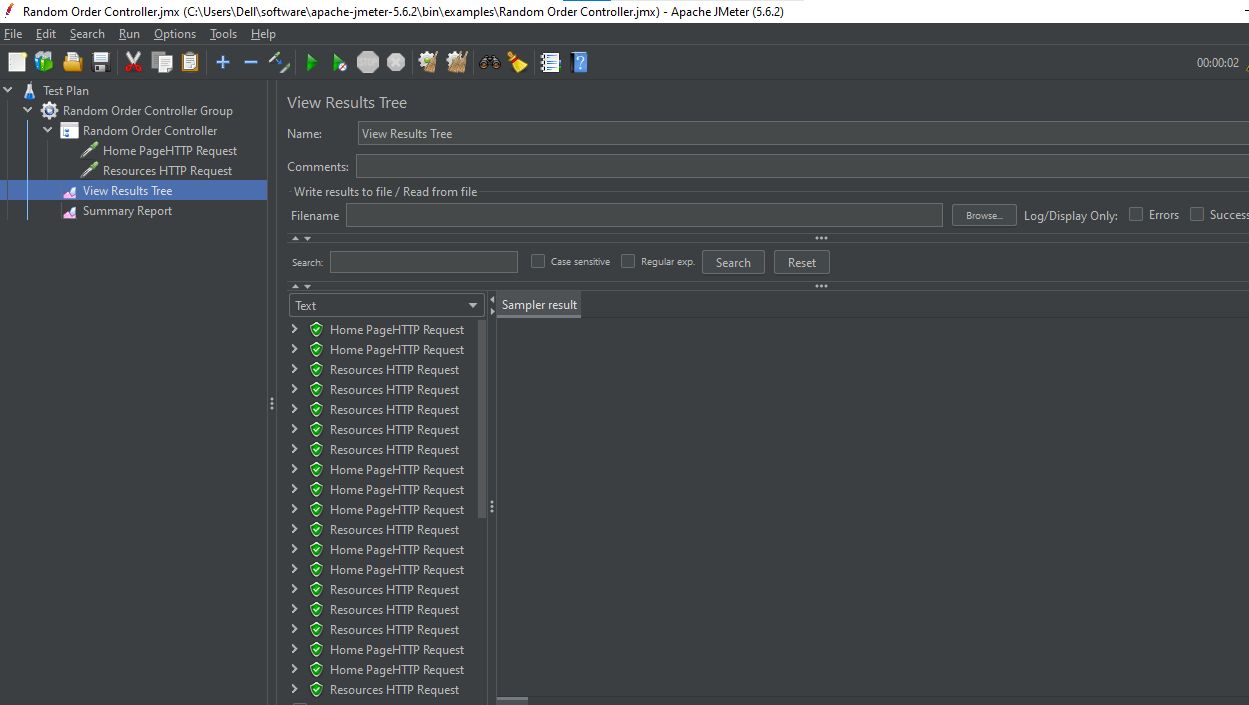 Random Order Controller.jmx (C:\Users\Dell\software\apache-jmeter-5.6.2\bin\examples\Random Order Controller.jmx) - Apache JMeter (5.6.2)
File Edit Search Run Options Tools Help
STOP
00:00:02
Test Plan
Random Order Controller Group
Random Order Controller
Home PageHTTP Request
Resources HTTP Request
View Results Tree
Summary Report
View Results Tree
Name: View Results Tree
Comments:
Write results to file / Read from file
Filename Browse... Log/Display Only: Errors Success
Search: Case sensitive Regular exp. Search Reset
Text
Sampler result
Home PageHTTP Request
Home PageHTTP Request
Resources HTTP Request
Resources HTTP Request
Resources HTTP Request
Resources HTTP Request
Resources HTTP Request
Home PageHTTP Request
Home PageHTTP Request
Home PageHTTP Request
Resources HTTP Request
Home PageHTTP Request
Home PageHTTP Request
Resources HTTP Request
Resources HTTP Request
Resources HTTP Request
Home PageHTTP Request
Home PageHTTP Request
Resources HTTP Request